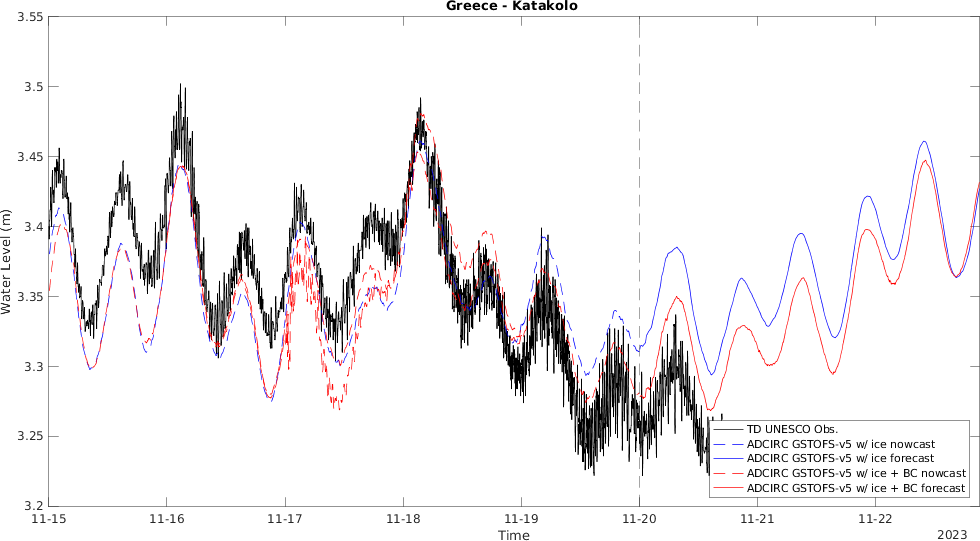 Greece - Katakolo
3.55
3.5
3.45
3.4
3.35
3.3
3.25
3.2
Water Level (m)
11-15
11-16
11-17
11-18
11-19
11-20
11-21
11-22
Time
2023
TD UNESCO Obs.
ADCIRC GSTOFS-v5 w/ ice nowcast
ADCIRC GSTOFS-v5 w/ ice forecast
ADCIRC GSTOFS-v5 w/ ice + BC nowcast
ADCIRC GSTOFS-v5 w/ ice + BC forecast